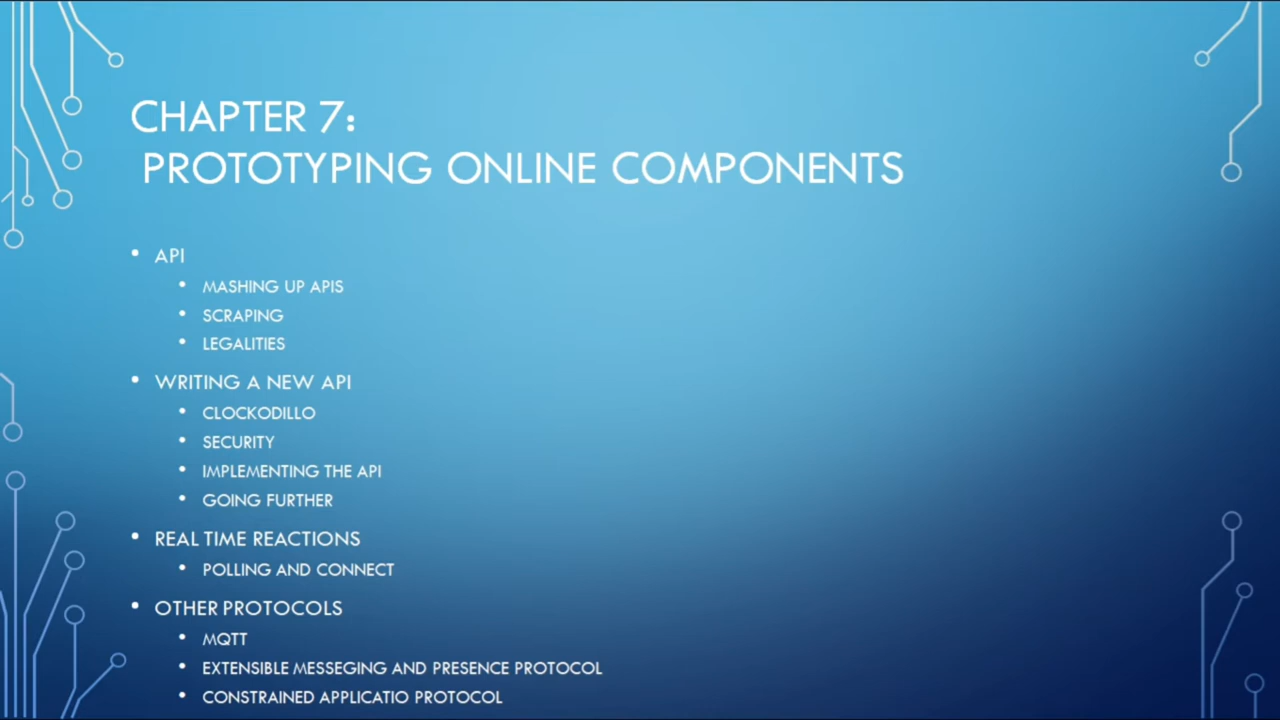 CHAPTER 7:
PROTOTYPING ONLINE COMPONENTS
• API
• MASHING UP APIS
• SCRAPING
• LEGALITIES
• WRITING A NEW API
• CLOCKODILLO
• SECURITY
• IMPLEMENTING THE API
• GOING FURTHER
• REAL TIME REACTIONS
• POLLING AND CONNECT
• OTHER PROTOCOLS
• MQTT
• EXTENSIBLE MESSEGING AND PRESENCE PROTOCOL
• CONSTRAINED APPLICATIO PROTOCOL